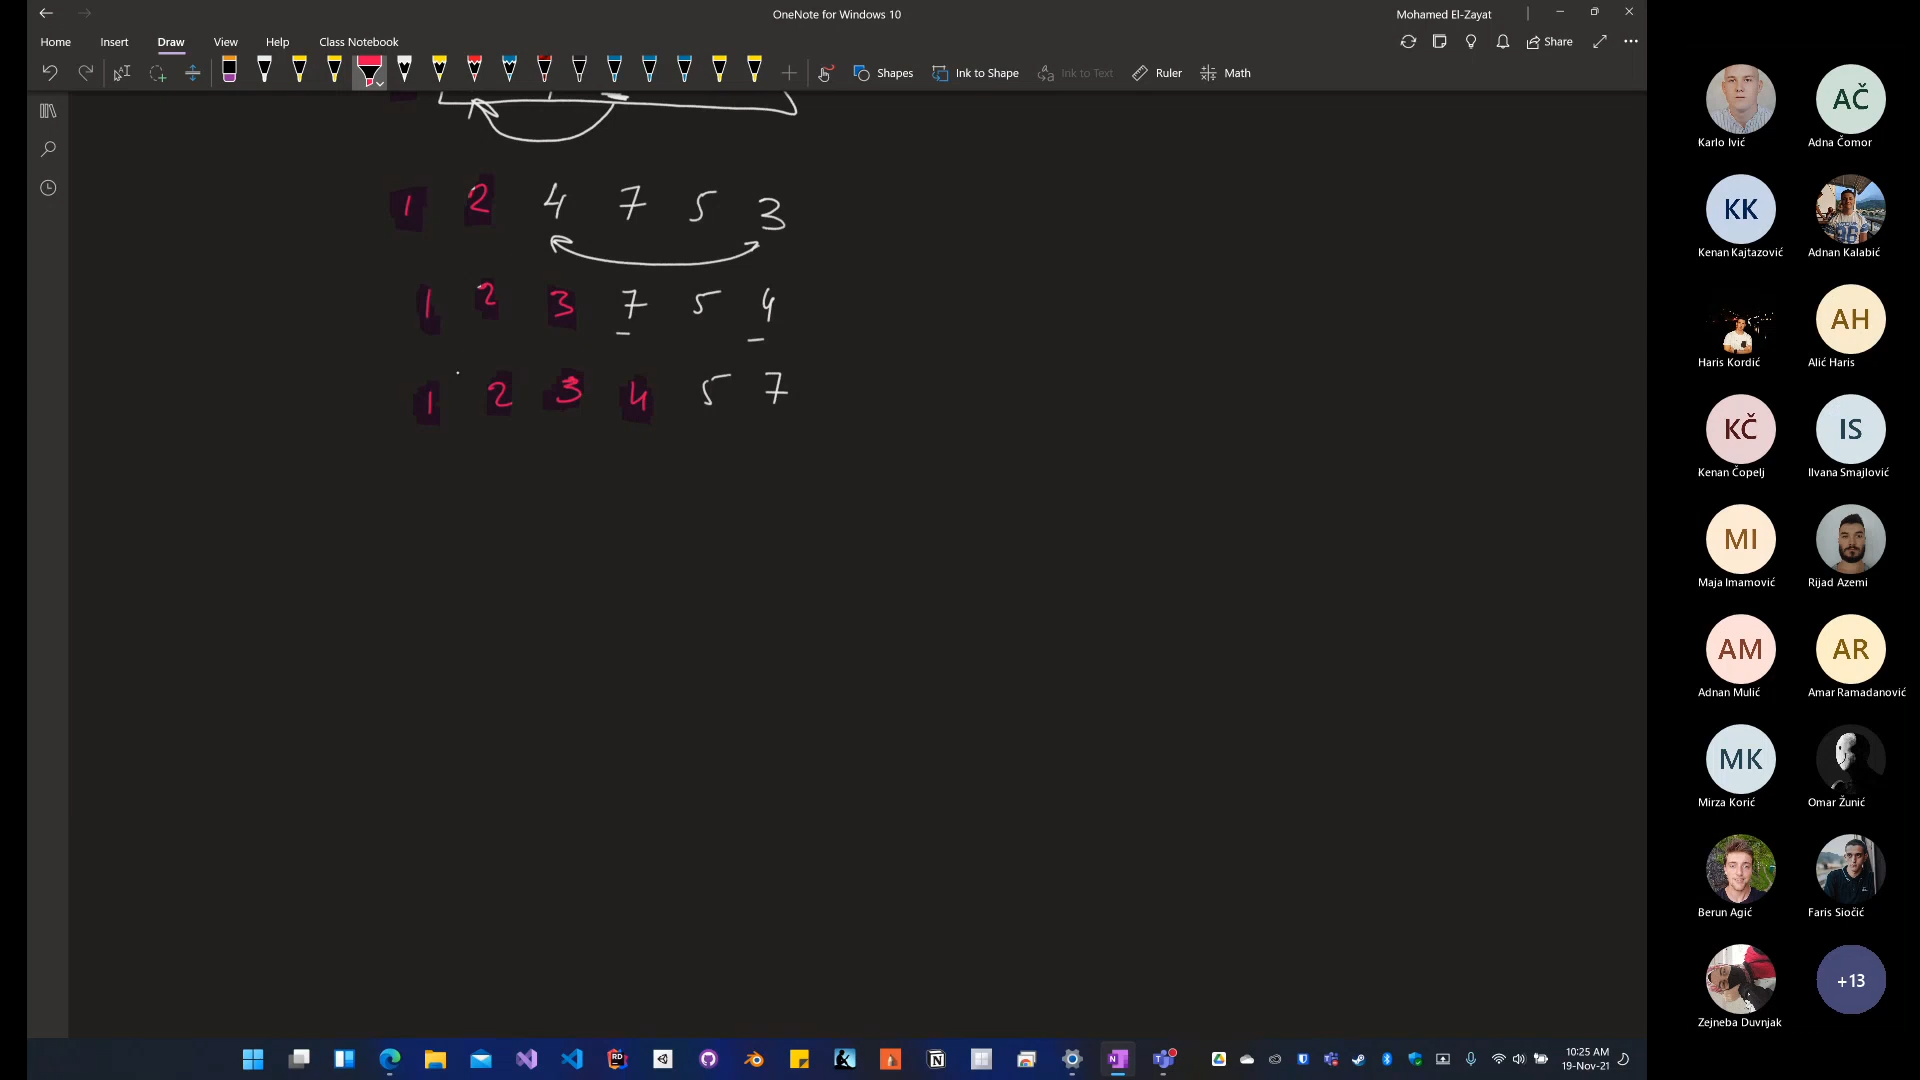 OneNote for Windows 10
Mohamed El-Zayat
Home Insert Draw View Help Class Notebook
Share
Shapes Ink to Shape Ink to Text Ruler Math
1 2 4 7 5 3
1 2 3 7 5 4
1 2 3 4 5 7
Karlo Ivić
AČ
Adna Čomor
KK
Kenan Kajtazović
Adnan Kalabić
Haris Kordić
AH
Alić Haris
KČ
Kenan Čopelj
IS
Ilvana Smajlović
MI
Maja Imamović
Rijad Azemi
AM
Adnan Mulić
AR
Amar Ramadanović
MK
Mirza Korić
Omar Žunić
Berun Agić
Faris Siočić
Zejneba Duvnjak
+13
10:25 AM
19-Nov-21